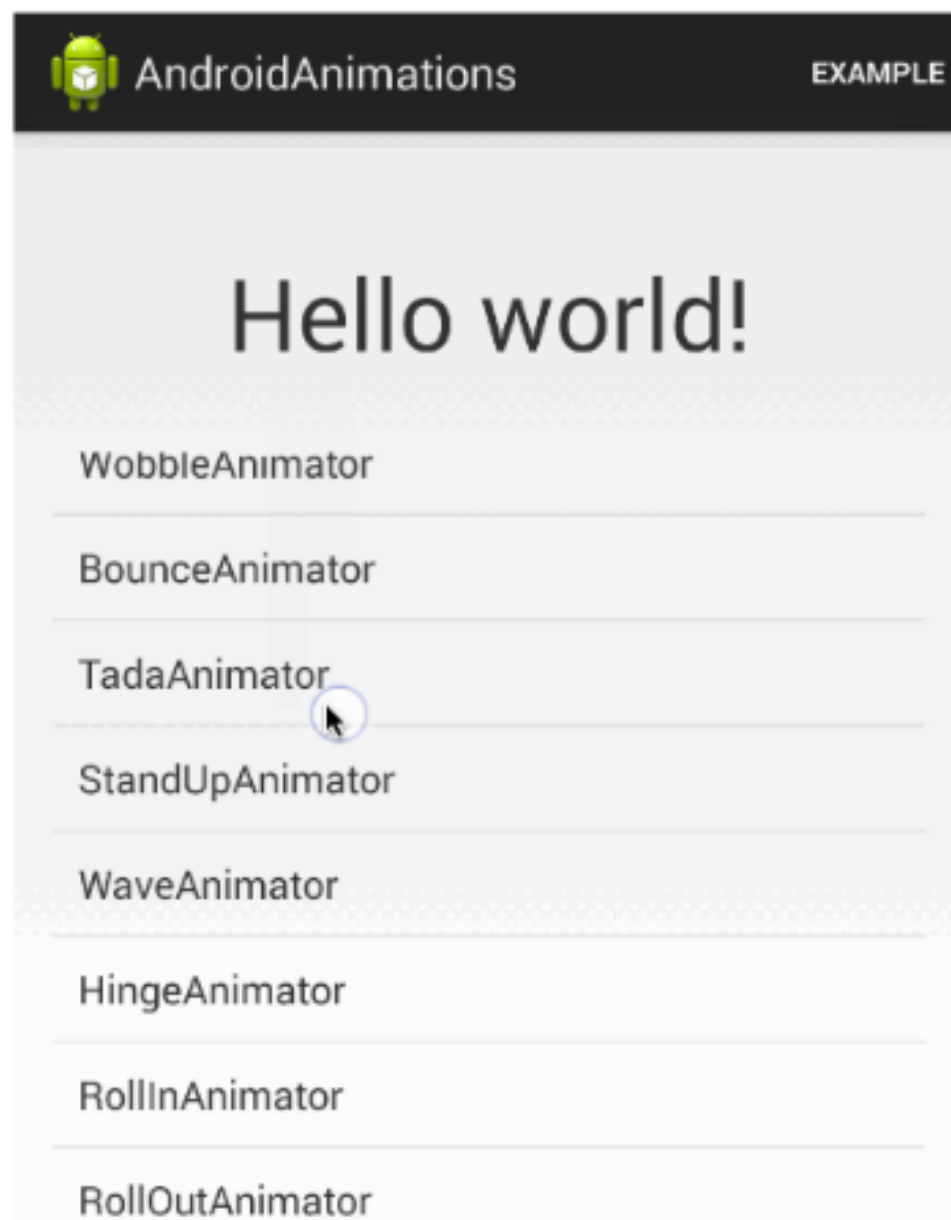 AndroidAnimations
EXAMPLE
Hello world!
WobbleAnimator
BounceAnimator
TadaAnimator
StandUpAnimator
WaveAnimator
HingeAnimator
RollInAnimator
RollOutAnimator